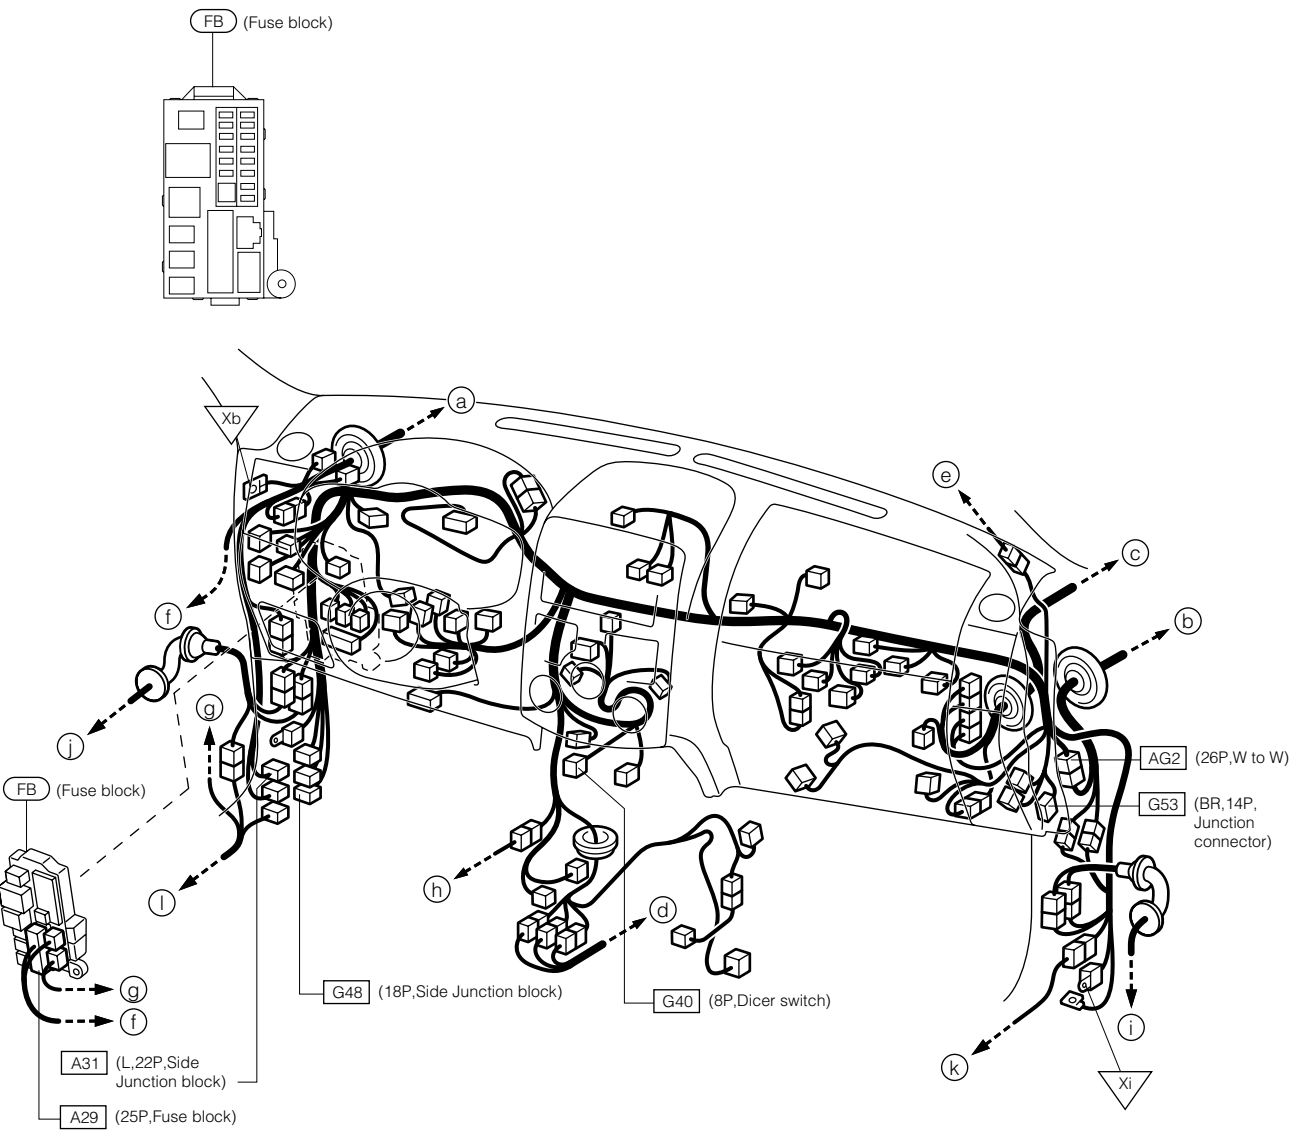 FB (Fuse block)
Xb
a
e
c
b
f
j
g
FB (Fuse block)
AG2 (26P,W to W)
G53 (BR,14P,
Junction
connector)
l
h
d
g
f
G48 (18P,Side Junction block)
G40 (8P,Dicer switch)
i
k
A31 (L,22P,Side
Junction block)
Xi
A29 (25P,Fuse block)